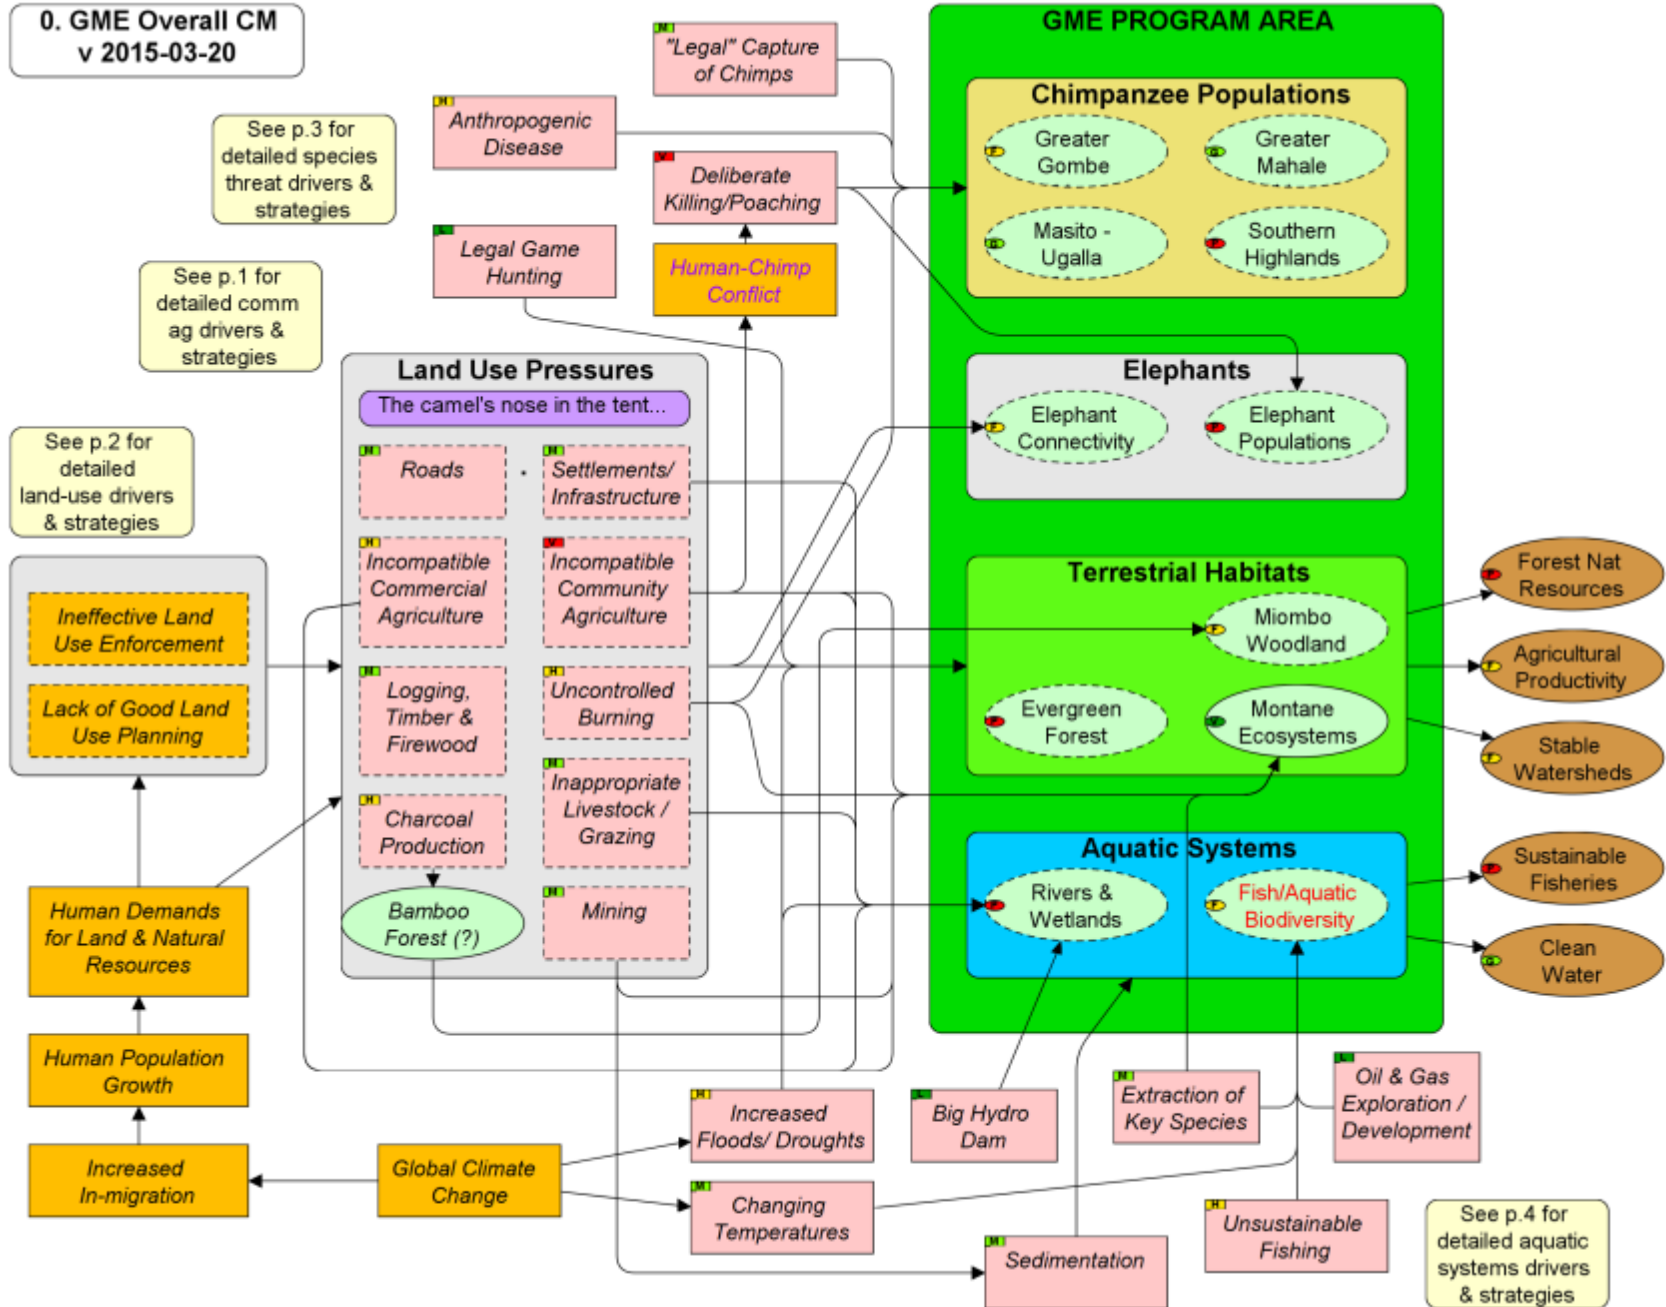 0. GME Overall CM
v 2015-03-20
See p.3 for
detailed species
threat drivers &
strategies
See p.1 for
detailed comm
ag drivers &
strategies
See p.2 for
detailed
land-use drivers
& strategies
M
"Legal" Capture
of Chimps
H
Anthropogenic
Disease
V
Deliberate
Killing/Poaching
L
Legal Game
Hunting
Human-Chimp
Conflict
Land Use Pressures
The camel's nose in the tent...
M
Roads
M
Settlements/
Infrastructure
H
Incompatible
Commercial
Agriculture
V
Incompatible
Community
Agriculture
M
Logging,
Timber &
Firewood
H
Uncontrolled
Burning
H
Charcoal
Production
M
Inappropriate
Livestock /
Grazing
Bamboo
Forest (?)
M
Mining
Ineffective Land
Use Enforcement
Lack of Good Land
Use Planning
Human Demands
for Land & Natural
Resources
Human Population
Growth
Increased
In-migration
Global Climate
Change
GME PROGRAM AREA
Chimpanzee Populations
F
Greater
Gombe
G
Greater
Mahale
G
Masito -
Ugalla
P
Southern
Highlands
Elephants
F
Elephant
Connectivity
P
Elephant
Populations
Terrestrial Habitats
F
Miombo
Woodland
P
Evergreen
Forest
V
Montane
Ecosystems
Aquatic Systems
P
Rivers &
Wetlands
F
Fish/Aquatic
Biodiversity
P
Forest Nat
Resources
F
Agricultural
Productivity
F
Stable
Watersheds
P
Sustainable
Fisheries
G
Clean
Water
H
Increased
Floods/ Droughts
L
Big Hydro
Dam
M
Extraction of
Key Species
L
Oil & Gas
Exploration /
Development
M
Changing
Temperatures
M
Sedimentation
H
Unsustainable
Fishing
See p.4 for
detailed aquatic
systems drivers
& strategies